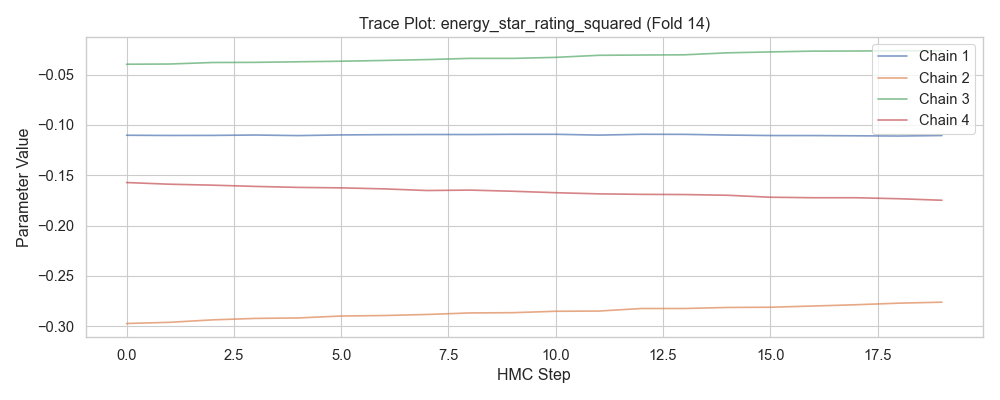 Trace Plot: energy_star_rating_squared (Fold 14)
Parameter Value
−0.05
−0.10
−0.15
−0.20
−0.25
−0.30
Chain 1
Chain 2
Chain 3
Chain 4
0.0 2.5 5.0 7.5 10.0 12.5 15.0 17.5
HMC Step